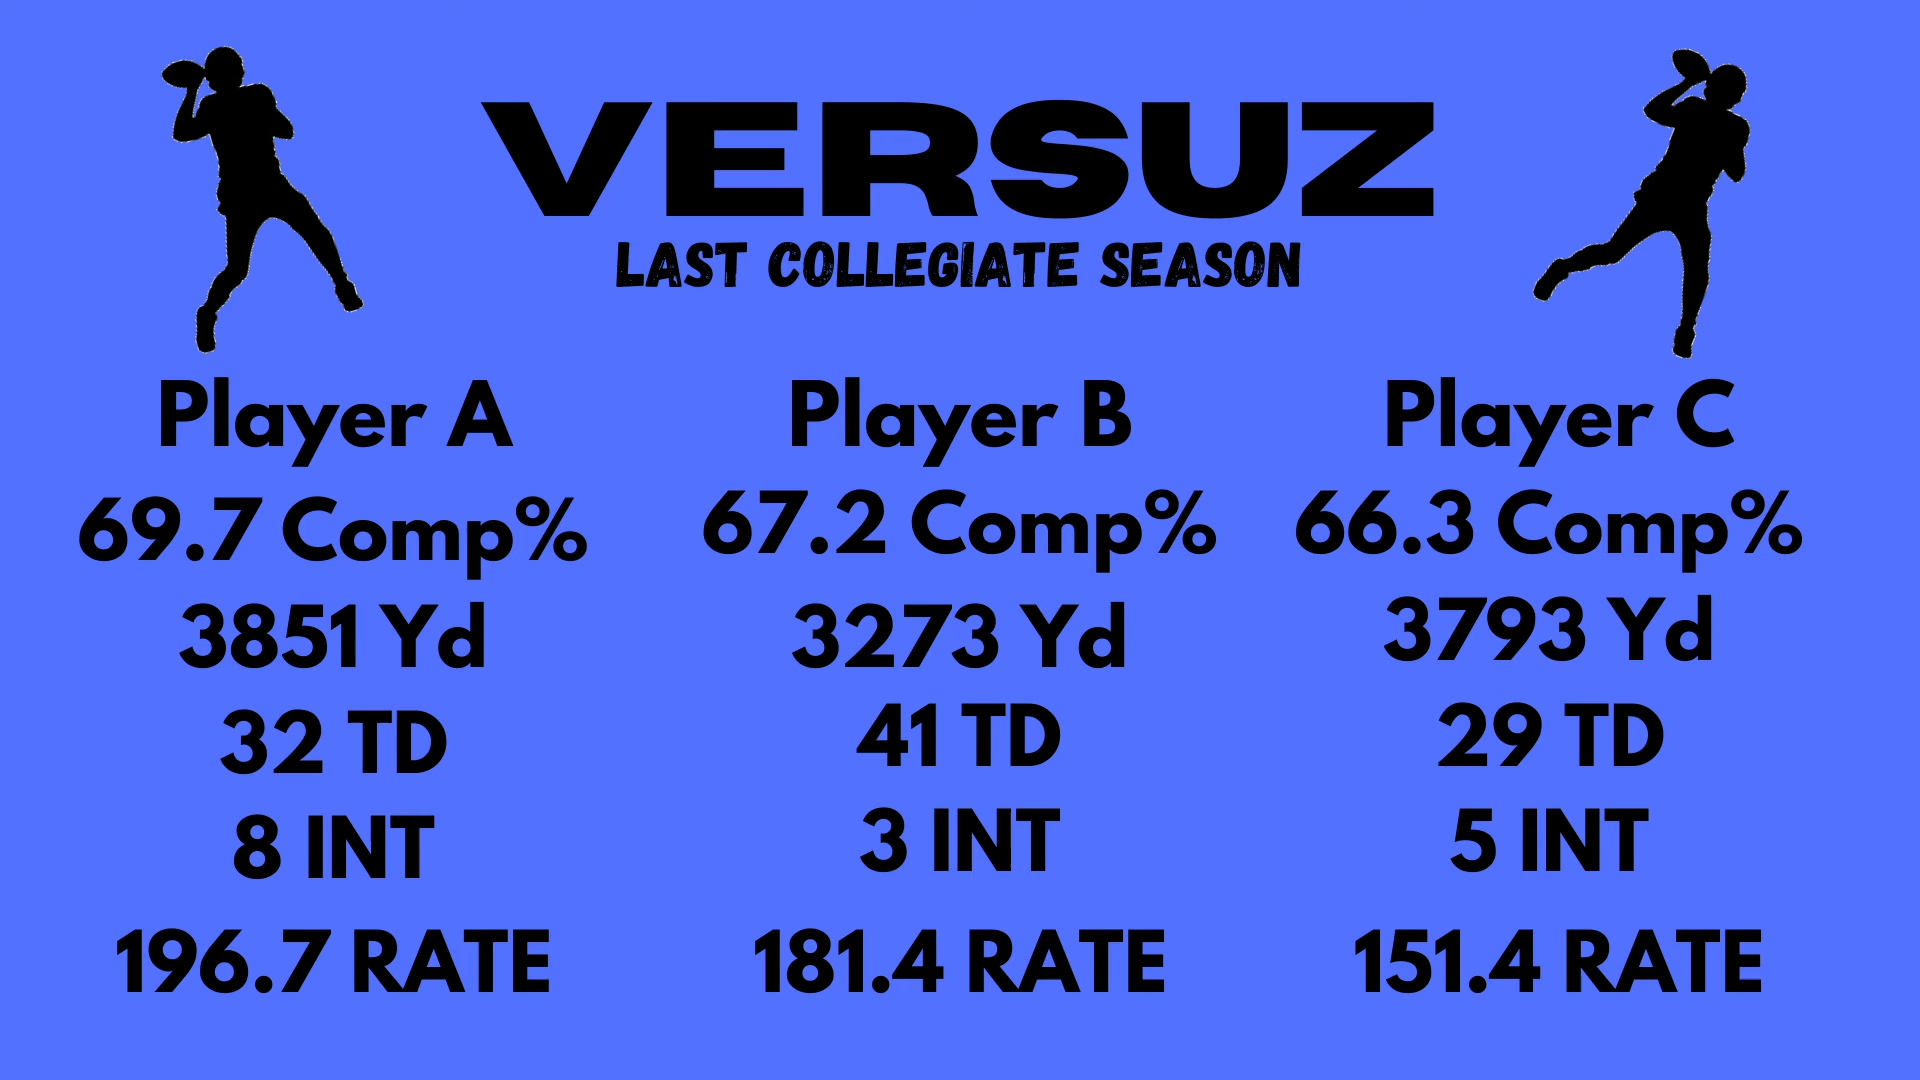 VERSUZ
LAST COLLEGIATE SEASON
Player A
69.7 Comp%
3851 Yd
32 TD
8 INT
196.7 RATE
Player B
67.2 Comp%
3273 Yd
41 TD
3 INT
181.4 RATE
Player C
66.3 Comp%
3793 Yd
29 TD
5 INT
151.4 RATE